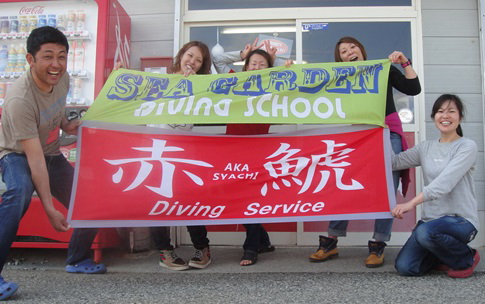 SEA GARDEN
DIVING SCHOOL
赤 AKA SYACHI 鯱
Diving Service